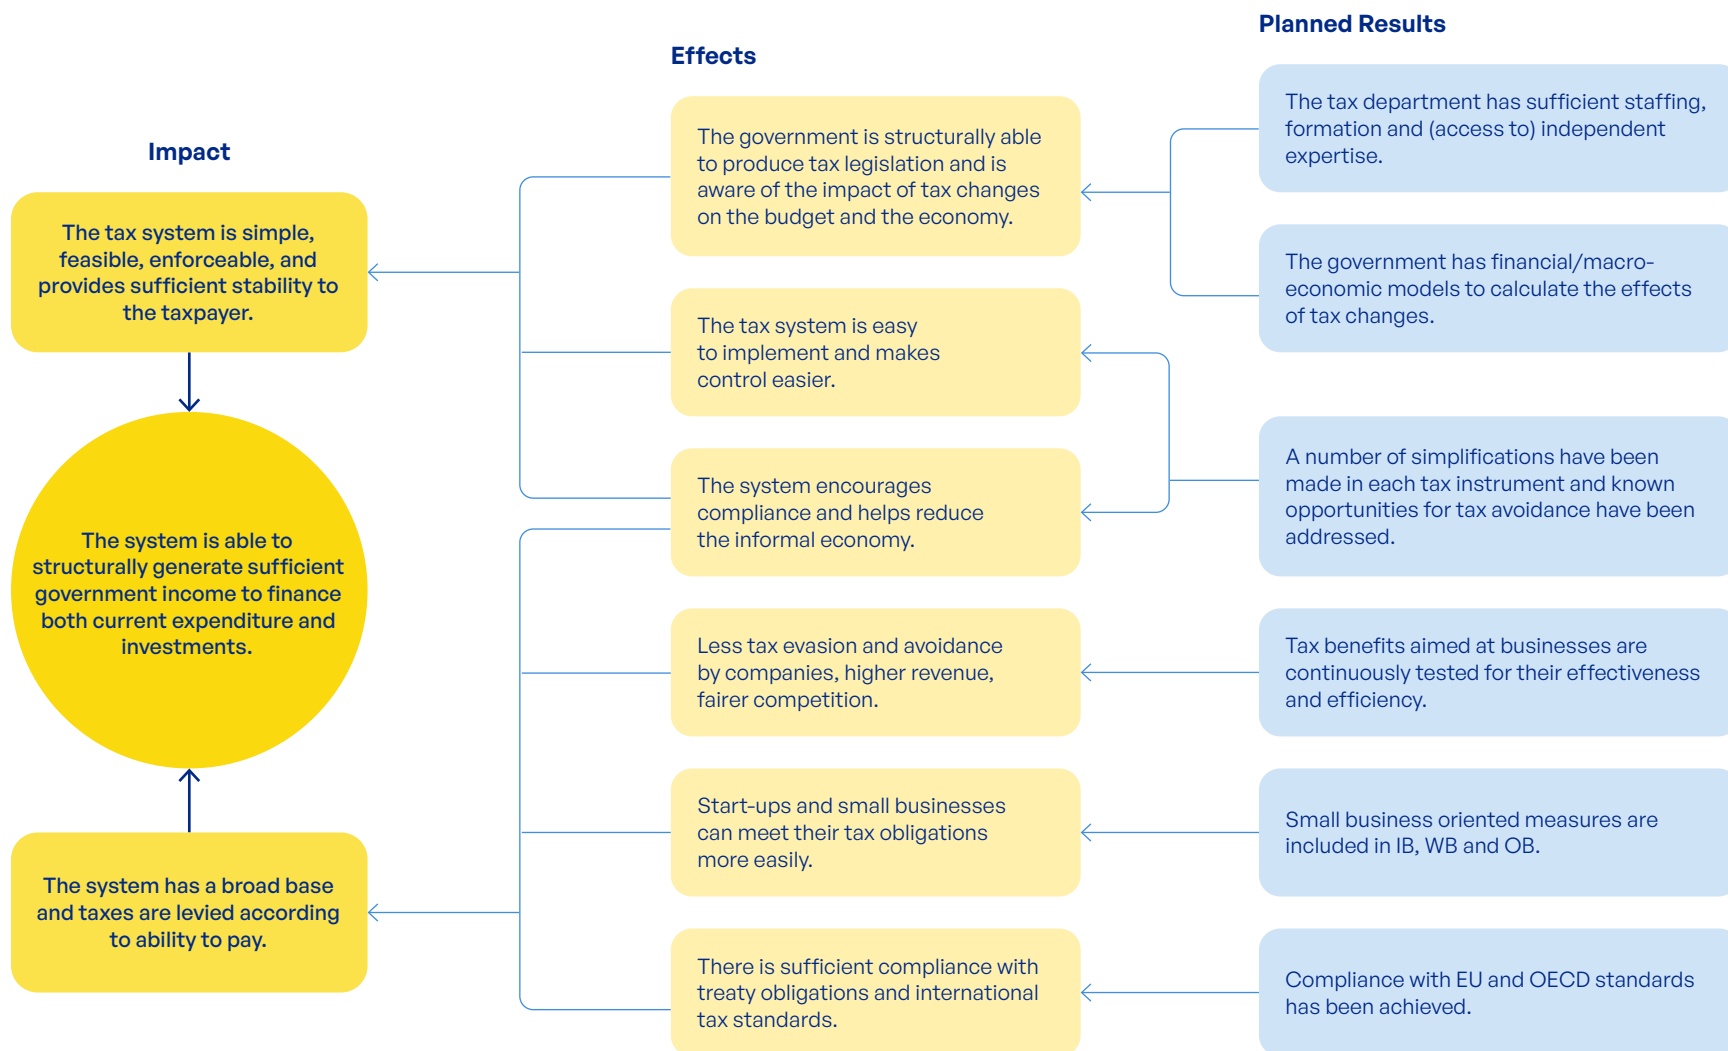 Impact
The tax system is simple,
feasible, enforceable, and
provides sufficient stability to
the taxpayer.
The system is able to
structurally generate sufficient
government income to finance
both current expenditure and
investments.
The system has a broad base
and taxes are levied according
to ability to pay.
Effects
The government is structurally able
to produce tax legislation and is
aware of the impact of tax changes
on the budget and the economy.
The tax system is easy
to implement and makes
control easier.
The system encourages
compliance and helps reduce
the informal economy.
Less tax evasion and avoidance
by companies, higher revenue,
fairer competition.
Start-ups and small businesses
can meet their tax obligations
more easily.
There is sufficient compliance with
treaty obligations and international
tax standards.
Planned Results
The tax department has sufficient staffing,
formation and (access to) independent
expertise.
The government has financial/macro-
economic models to calculate the effects
of tax changes.
A number of simplifications have been
made in each tax instrument and known
opportunities for tax avoidance have been
addressed.
Tax benefits aimed at businesses are
continuously tested for their effectiveness
and efficiency.
Small business oriented measures are
included in IB, WB and OB.
Compliance with EU and OECD standards
has been achieved.